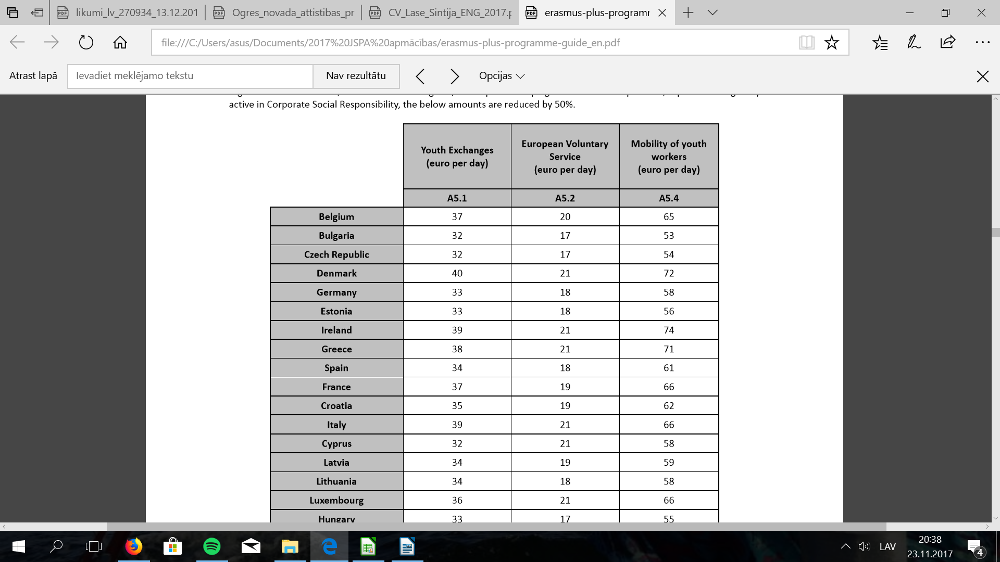 likumi_lv_270934_13.12.201
Ogres_novada_attistibas_pr
CV_Lase_Sintija_ENG_2017.p
erasmus-plus-programm
file:///C:/Users/asus/Documents/2017%20JSPA%20apmācības/erasmus-plus-programme-guide_en.pdf
Atrast lapā Ievadiet meklējamo tekstu Nav rezultātu Opcijas
active in Corporate Social Responsibility, the below amounts are reduced by 50%.
Youth Exchanges
(euro per day)
European Voluntary
Service
(euro per day)
Mobility of youth
workers
(euro per day)
A5.1 A5.2 A5.4
Belgium 37 20 65
Bulgaria 32 17 53
Czech Republic 32 17 54
Denmark 40 21 72
Germany 33 18 58
Estonia 33 18 56
Ireland 39 21 74
Greece 38 21 71
Spain 34 18 61
France 37 19 66
Croatia 35 19 62
Italy 39 21 66
Cyprus 32 21 58
Latvia 34 19 59
Lithuania 34 18 58
Luxembourg 36 21 66
Hungary 33 17 55
LAV
20:38
23.11.2017
4